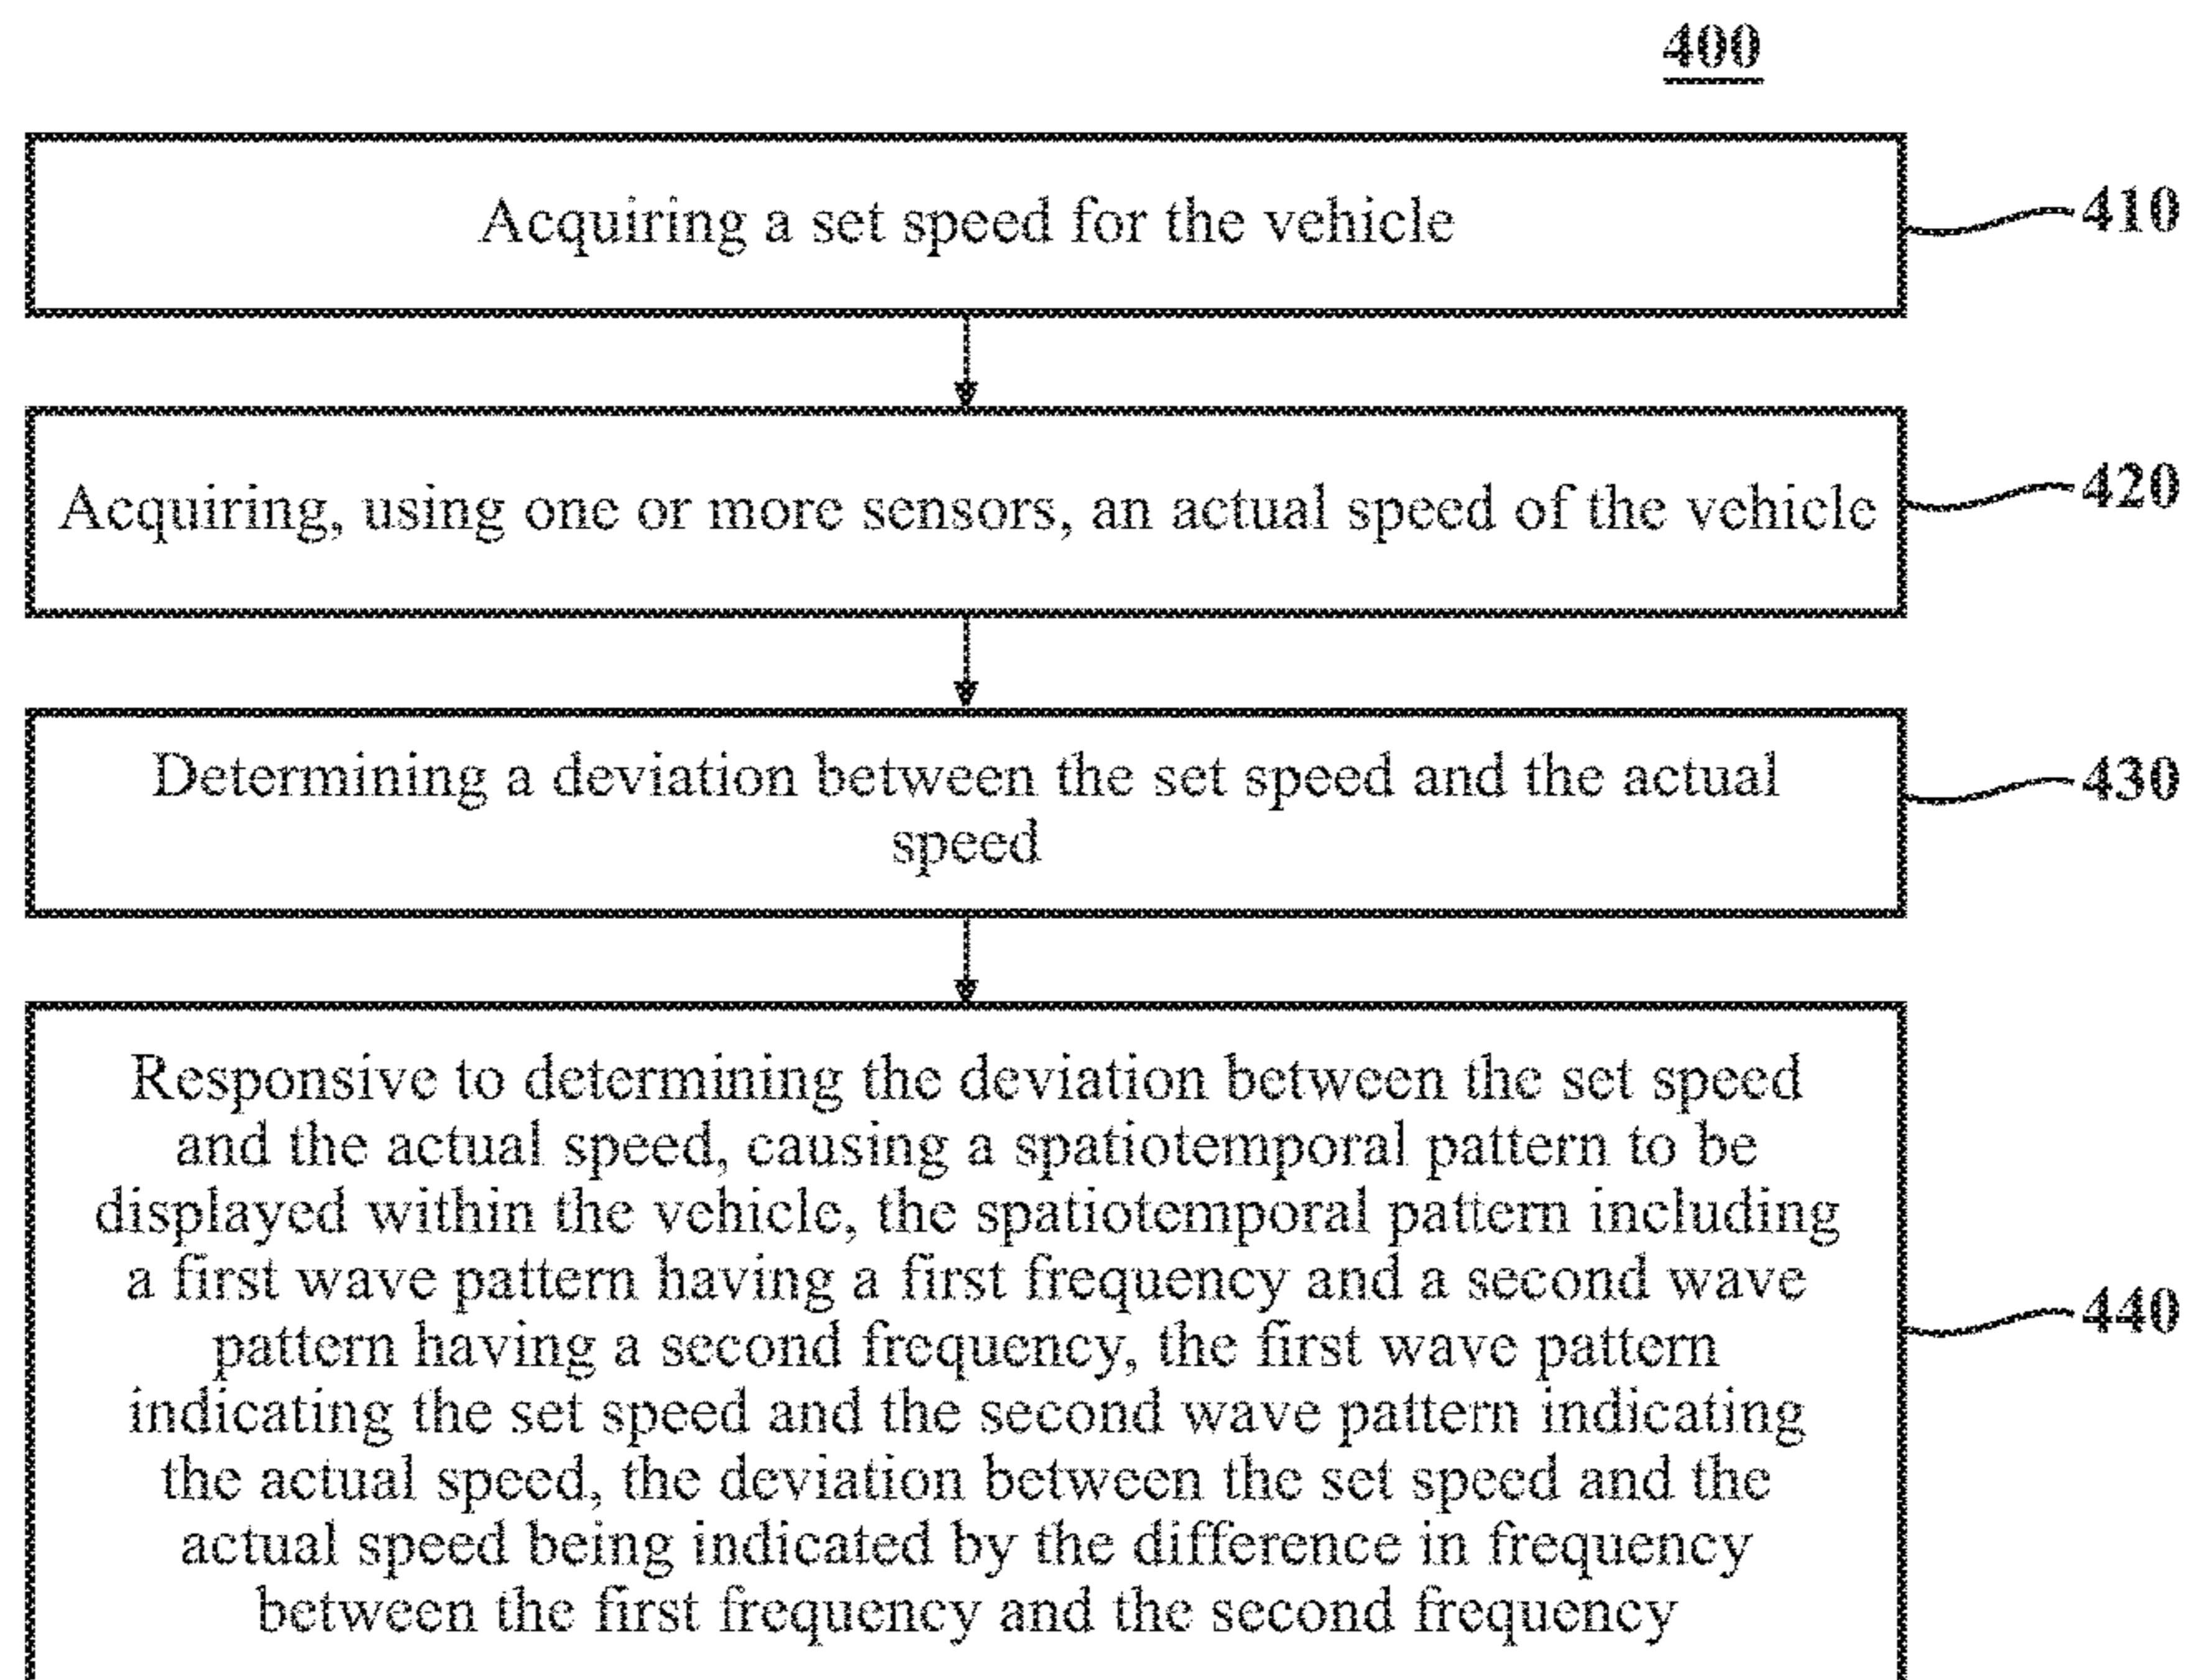 400
Acquiring a set speed for the vehicle
410
Acquiring, using one or more sensors, an actual speed of the vehicle
420
Determining a deviation between the set speed and the actual
speed
430
Responsive to determining the deviation between the set speed
and the actual speed, causing a spatiotemporal pattern to be
displayed within the vehicle, the spatiotemporal pattern including
a first wave pattern having a first frequency and a second wave
pattern having a second frequency, the first wave pattern
indicating the set speed and the second wave pattern indicating
the actual speed, the deviation between the set speed and the
actual speed being indicated by the difference in frequency
between the first frequency and the second frequency
440